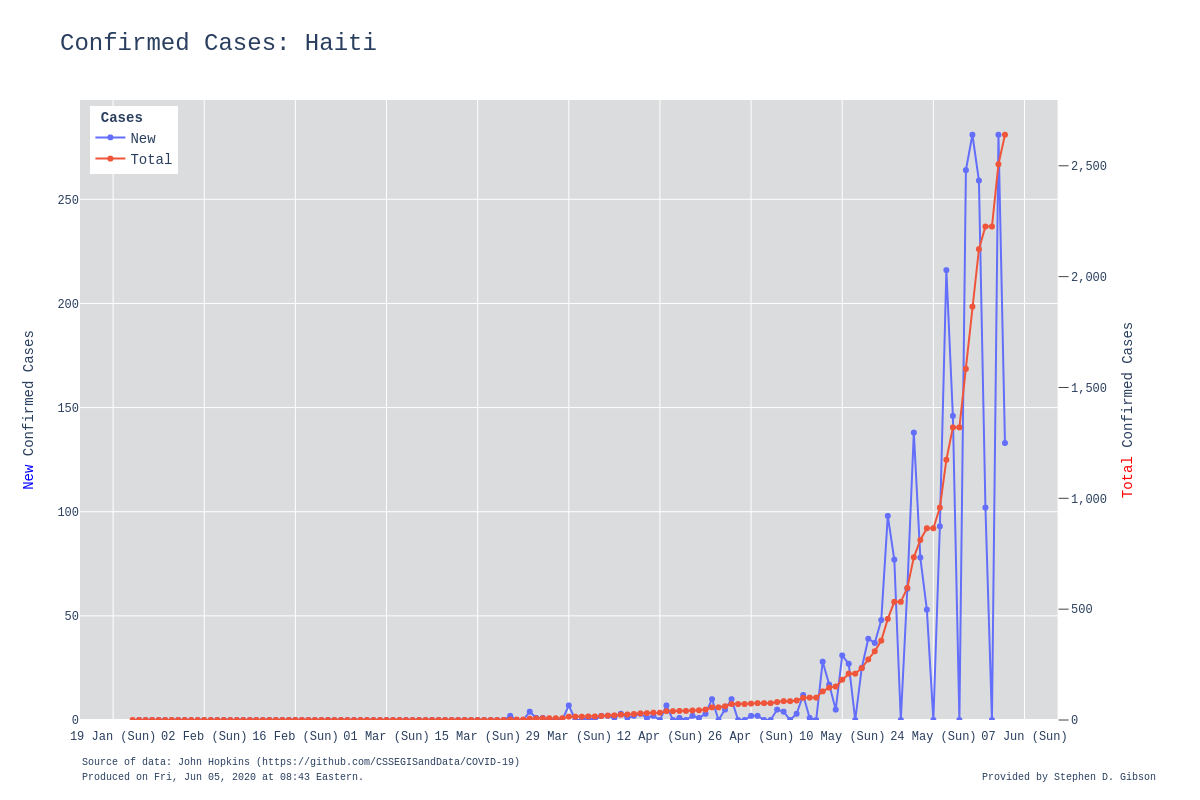 Confirmed Cases: Haiti
Cases
New
Total
New Confirmed Cases
250
200
150
100
50
0
Total Confirmed Cases
2,500
2,000
1,500
1,000
500
0
19 Jan (Sun) 02 Feb (Sun) 16 Feb (Sun) 01 Mar (Sun) 15 Mar (Sun) 29 Mar (Sun) 12 Apr (Sun) 26 Apr (Sun) 10 May (Sun) 24 May (Sun) 07 Jun (Sun)
Source of data: John Hopkins (https://github.com/CSSEGISandData/COVID-19)
Produced on Fri, Jun 05, 2020 at 08:43 Eastern.
Provided by Stephen D. Gibson